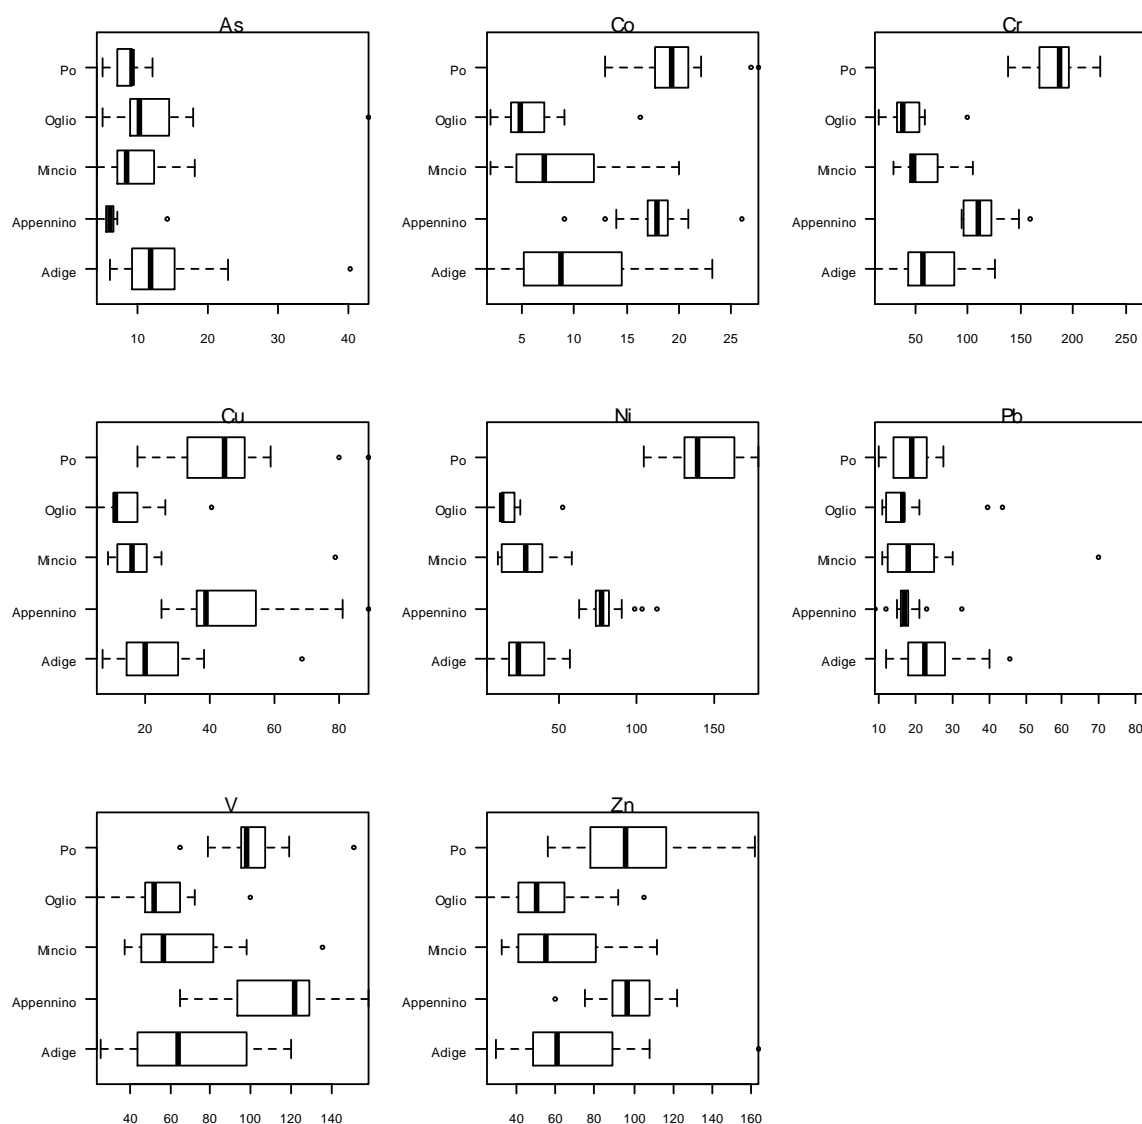 As Co Cr
Po Po Po
Oglio Oglio Oglio
Mincio Mincio Mincio
Appennino Appennino Appennino
Adige Adige Adige
10 20 30 40 5 10 15 20 25 50 100 150 200 250
Cu Ni Pb
Po Po Po
Oglio Oglio Oglio
Mincio Mincio Mincio
Appennino Appennino Appennino
Adige Adige Adige
20 40 60 80 50 100 150 10 20 30 40 50 60 70 80
V Zn
Po Po
Oglio Oglio
Mincio Mincio
Appennino Appennino
Adige Adige
40 60 80 100 120 140 40 60 80 100 120 140 160